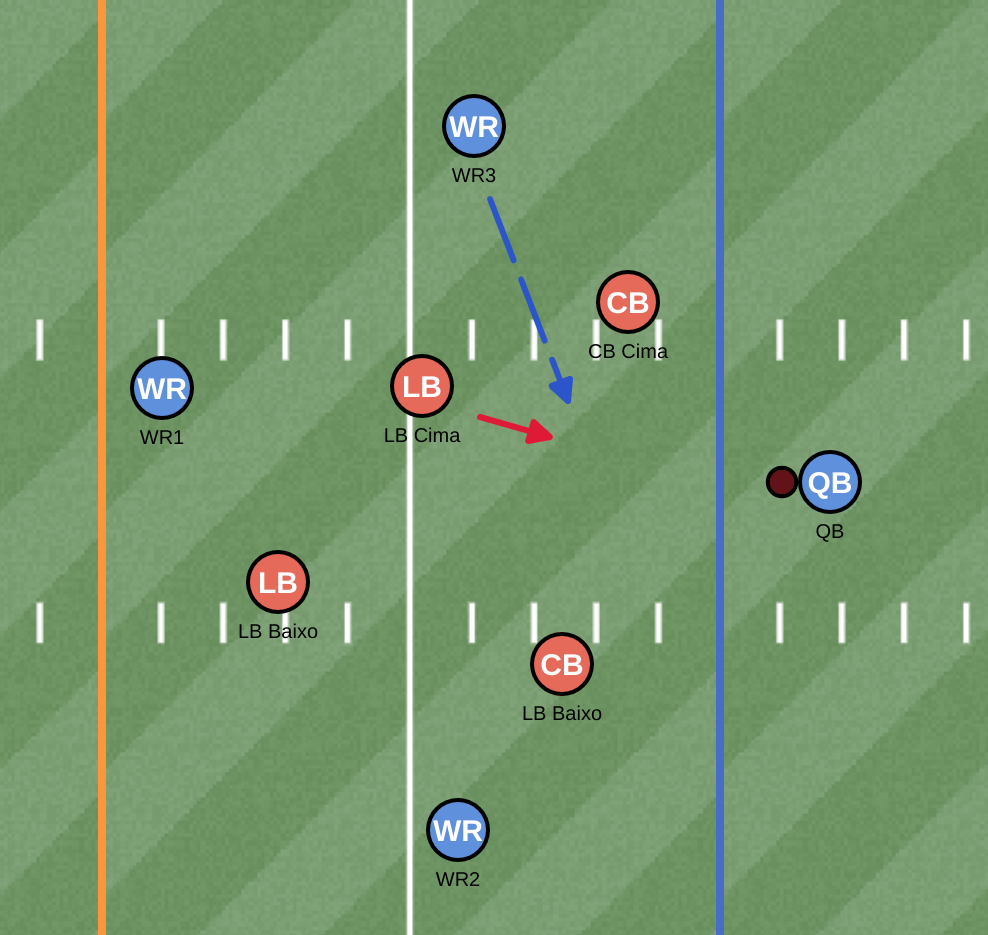 WR
WR3
CB
CB Cima
WR
WR1
LB
LB Cima
QB
QB
LB
LB Baixo
CB
LB Baixo
WR
WR2